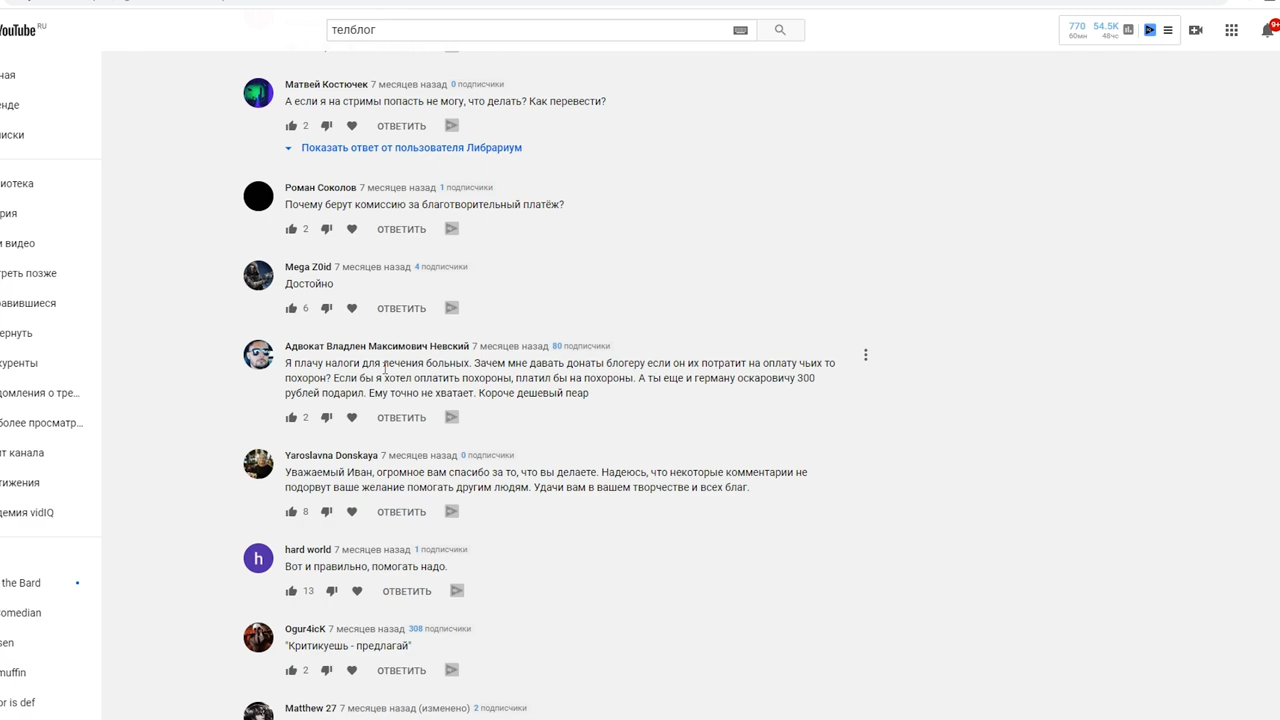 YouTube RU
телблог
770 54.5K
60мн 48чс
9+
ная
енде
иски
иотека
рия
и видео
треть позже
равившиеся
вернуть
куренты
едомления о тре...
более просматр...
ит канала
тижения
демия vidIQ
the Bard
omedian
sen
muffin
or is def
Матвей Костючек 7 месяцев назад 0 подписчики
А если я на стримы попасть не могу, что делать? Как перевести?
2 ОТВЕТИТЬ
Показать ответ от пользователя Либрариум
Роман Соколов 7 месяцев назад 1 подписчики
Почему берут комиссию за благотворительный платёж?
2 ОТВЕТИТЬ
Mega Z0id 7 месяцев назад 4 подписчики
Достойно
6 ОТВЕТИТЬ
Адвокат Владлен Максимович Невский 7 месяцев назад 80 подписчики
Я плачу налоги для лечения больных. Зачем мне давать донаты блогеру если он их потратит на оплату чьих то
похорон? Если бы я хотел оплатить похороны, платил бы на похороны. А ты еще и герману оскаровичу 300
рублей подарил. Ему точно не хватает. Короче дешевый пеар
2 ОТВЕТИТЬ
Yaroslavna Donskaya 7 месяцев назад 0 подписчики
Уважаемый Иван, огромное вам спасибо за то, что вы делаете. Надеюсь, что некоторые комментарии не
подорвут ваше желание помогать другим людям. Удачи вам в вашем творчестве и всех благ.
8 ОТВЕТИТЬ
h
hard world 7 месяцев назад 1 подписчики
Вот и правильно, помогать надо.
13 ОТВЕТИТЬ
Ogur4icK 7 месяцев назад 308 подписчики
"Критикуешь - предлагай"
2 ОТВЕТИТЬ
Matthew 27 7 месяцев назад (изменено) 2 подписчики